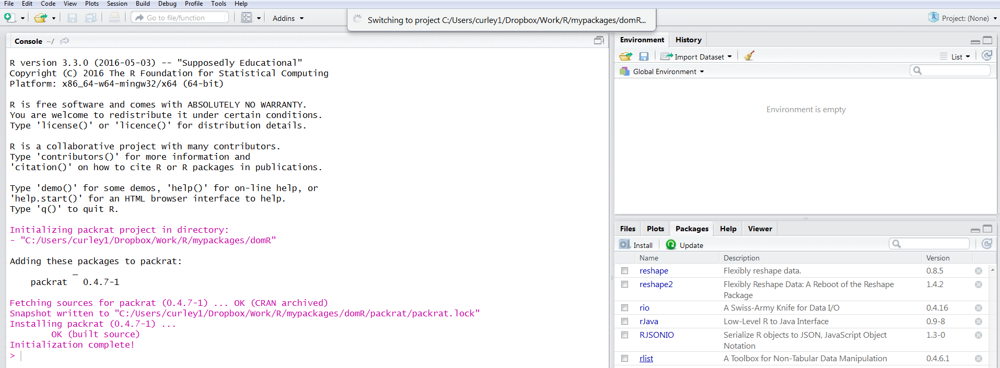 File Edit Code View Plots Session Build Debug Profile Tools Help
Go to file/function Addins
Switching to project C:/Users/curley1/Dropbox/Work/R/mypackages/domR...
Project: (None)
Console ~/
R version 3.3.0 (2016-05-03) -- "Supposedly Educational"
Copyright (C) 2016 The R Foundation for Statistical Computing
Platform: x86_64-w64-mingw32/x64 (64-bit)
R is free software and comes with ABSOLUTELY NO WARRANTY.
You are welcome to redistribute it under certain conditions.
Type 'license()' or 'licence()' for distribution details.
R is a collaborative project with many contributors.
Type 'contributors()' for more information and
'citation()' on how to cite R or R packages in publications.
Type 'demo()' for some demos, 'help()' for on-line help, or
'help.start()' for an HTML browser interface to help.
Type 'q()' to quit R.
Initializing packrat project in directory:
- "C:/Users/curley1/Dropbox/Work/R/mypackages/domR"
Adding these packages to packrat:
_
packrat 0.4.7-1
Fetching sources for packrat (0.4.7-1) ... OK (CRAN archived)
Snapshot written to "C:/Users/curley1/Dropbox/Work/R/mypackages/domR/packrat/packrat.lock"
Installing packrat (0.4.7-1) ...
OK (built source)
Initialization complete!
>
Environment History
Import Dataset List
Global Environment
Environment is empty
Files Plots Packages Help Viewer
Install Update
Name Description Version
reshape Flexibly reshape data. 0.8.5
reshape2 Flexibly Reshape Data: A Reboot of the Reshape 1.4.2
Package
rio A Swiss-Army Knife for Data I/O 0.4.16
rJava Low-Level R to Java Interface 0.9-8
RJSONIO Serialize R objects to JSON, JavaScript Object 1.3-0
Notation
rlist A Toolbox for Non-Tabular Data Manipulation 0.4.6.1